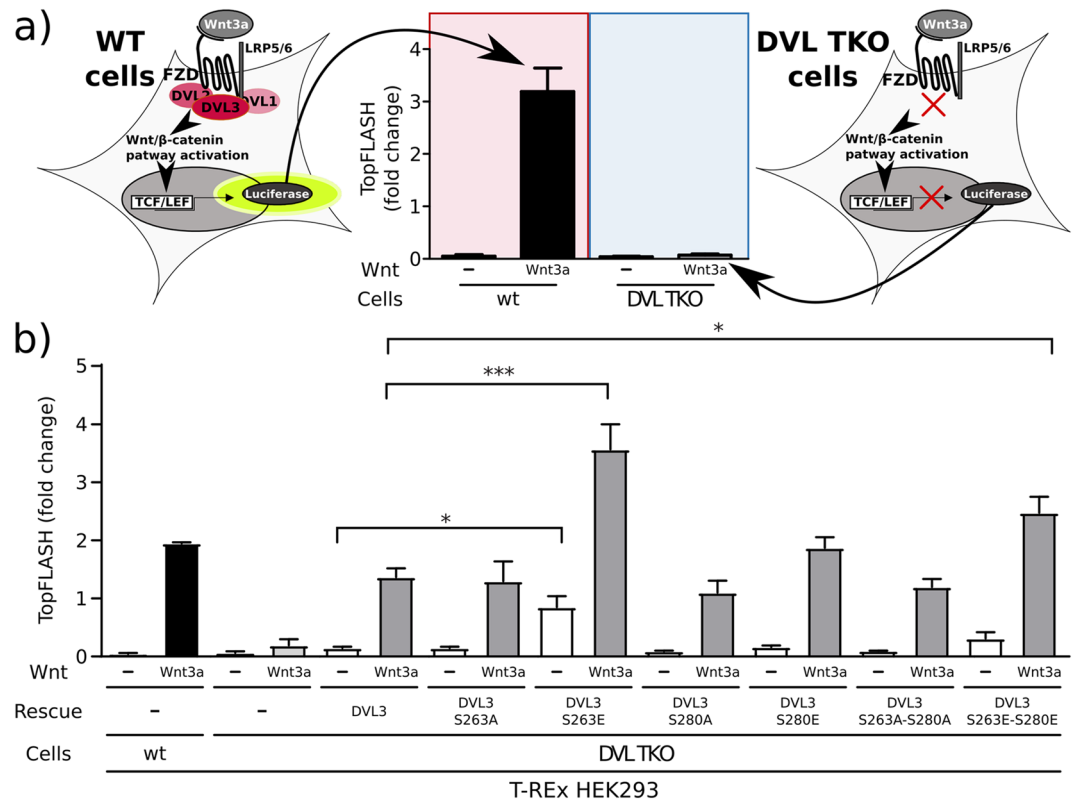 a)
WT
cells
Wnt3a
LRP5/6
FZD
DVL2
DVL3
DVL1
Wnt/β-catenin
patway activation
TCF/LEF
Luciferase
TopFLASH
(fold change)
4
3
2
1
0
Wnt
– Wnt3a – Wnt3a
Cells
wt DVL TKO
DVL TKO
cells
Wnt3a
LRP5/6
FZD
Wnt/β-catenin
patway activation
TCF/LEF
Luciferase
b)
TopFLASH (fold change)
5
4
3
2
1
0
*
***
*
Wnt – Wnt3a – Wnt3a – Wnt3a – Wnt3a – Wnt3a – Wnt3a – Wnt3a – Wnt3a – Wnt3a
Rescue – – DVL3
DVL3
S263A
DVL3
S263E
DVL3
S280A
DVL3
S280E
DVL3
S263A-S280A
DVL3
S263E-S280E
Cells wt DVL TKO
T-REx HEK293